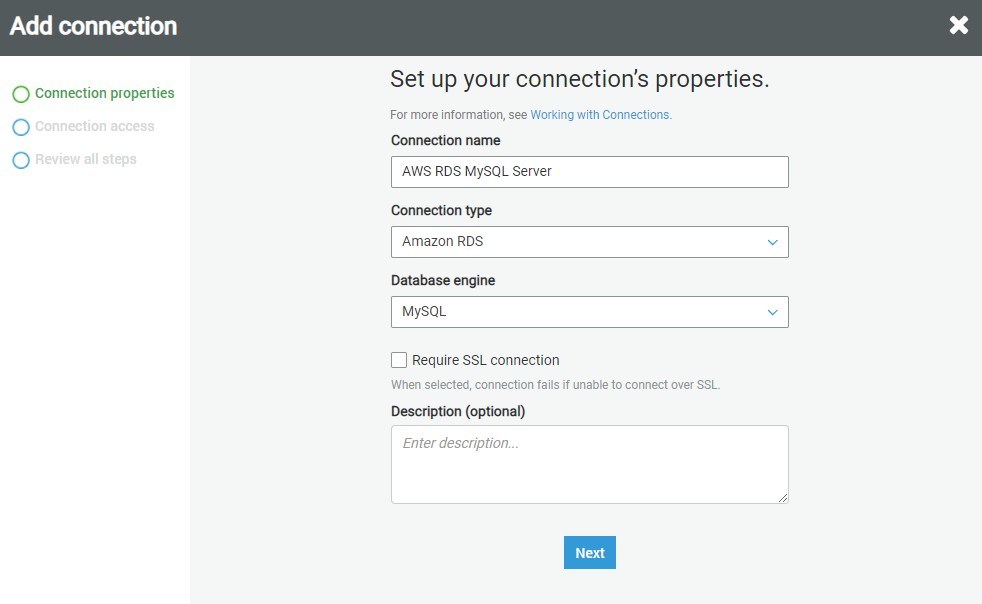 Add connection
Connection properties
Connection access
Review all steps
Set up your connection’s properties.
For more information, see Working with Connections.
Connection name
AWS RDS MySQL Server
Connection type
Amazon RDS
Database engine
MySQL
Require SSL connection
When selected, connection fails if unable to connect over SSL.
Description (optional)
Enter description...
Next